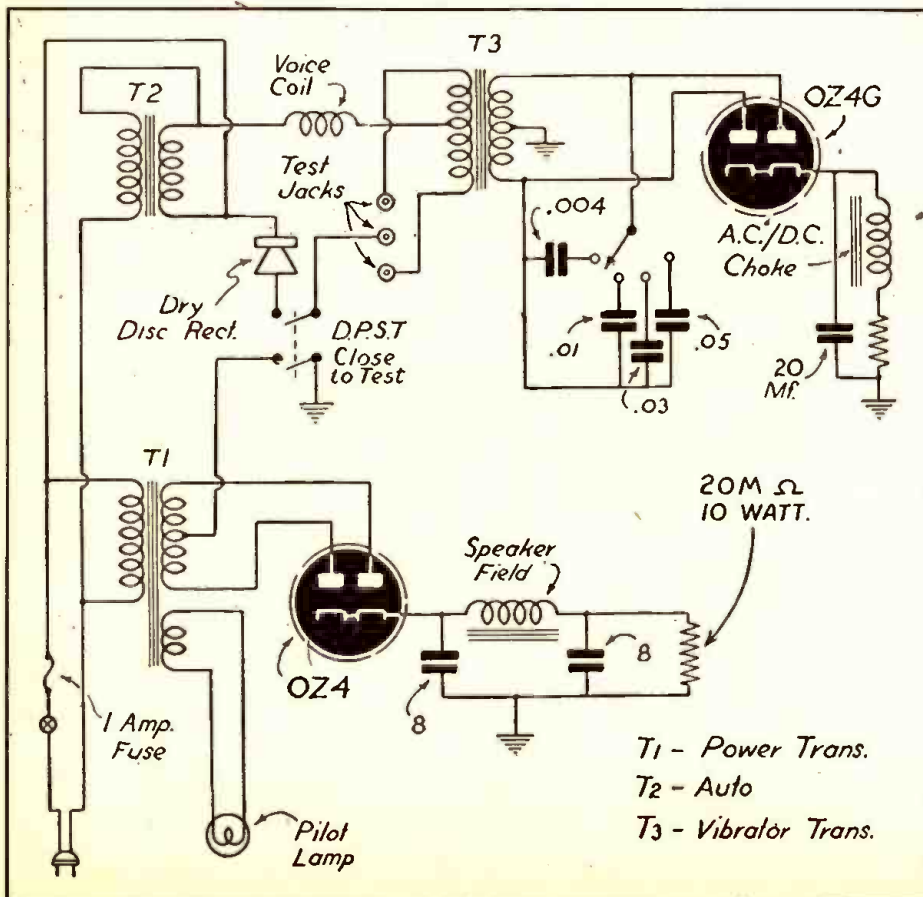 T3
Voice
Coil
T2
OZ4G
Test
Jacks
.004
A.C./D.C.
Choke
Dry
Disc Rect.
D.P.S.T
Close
to Test
.01
.05
.03
20
Mf.
T1
20M Ω
10 WATT.
Speaker
Field
OZ4
8
8
1 Amp.
Fuse
Pilot
Lamp
T1 - Power Trans.
T2 - Auto
T3 - Vibrator Trans.